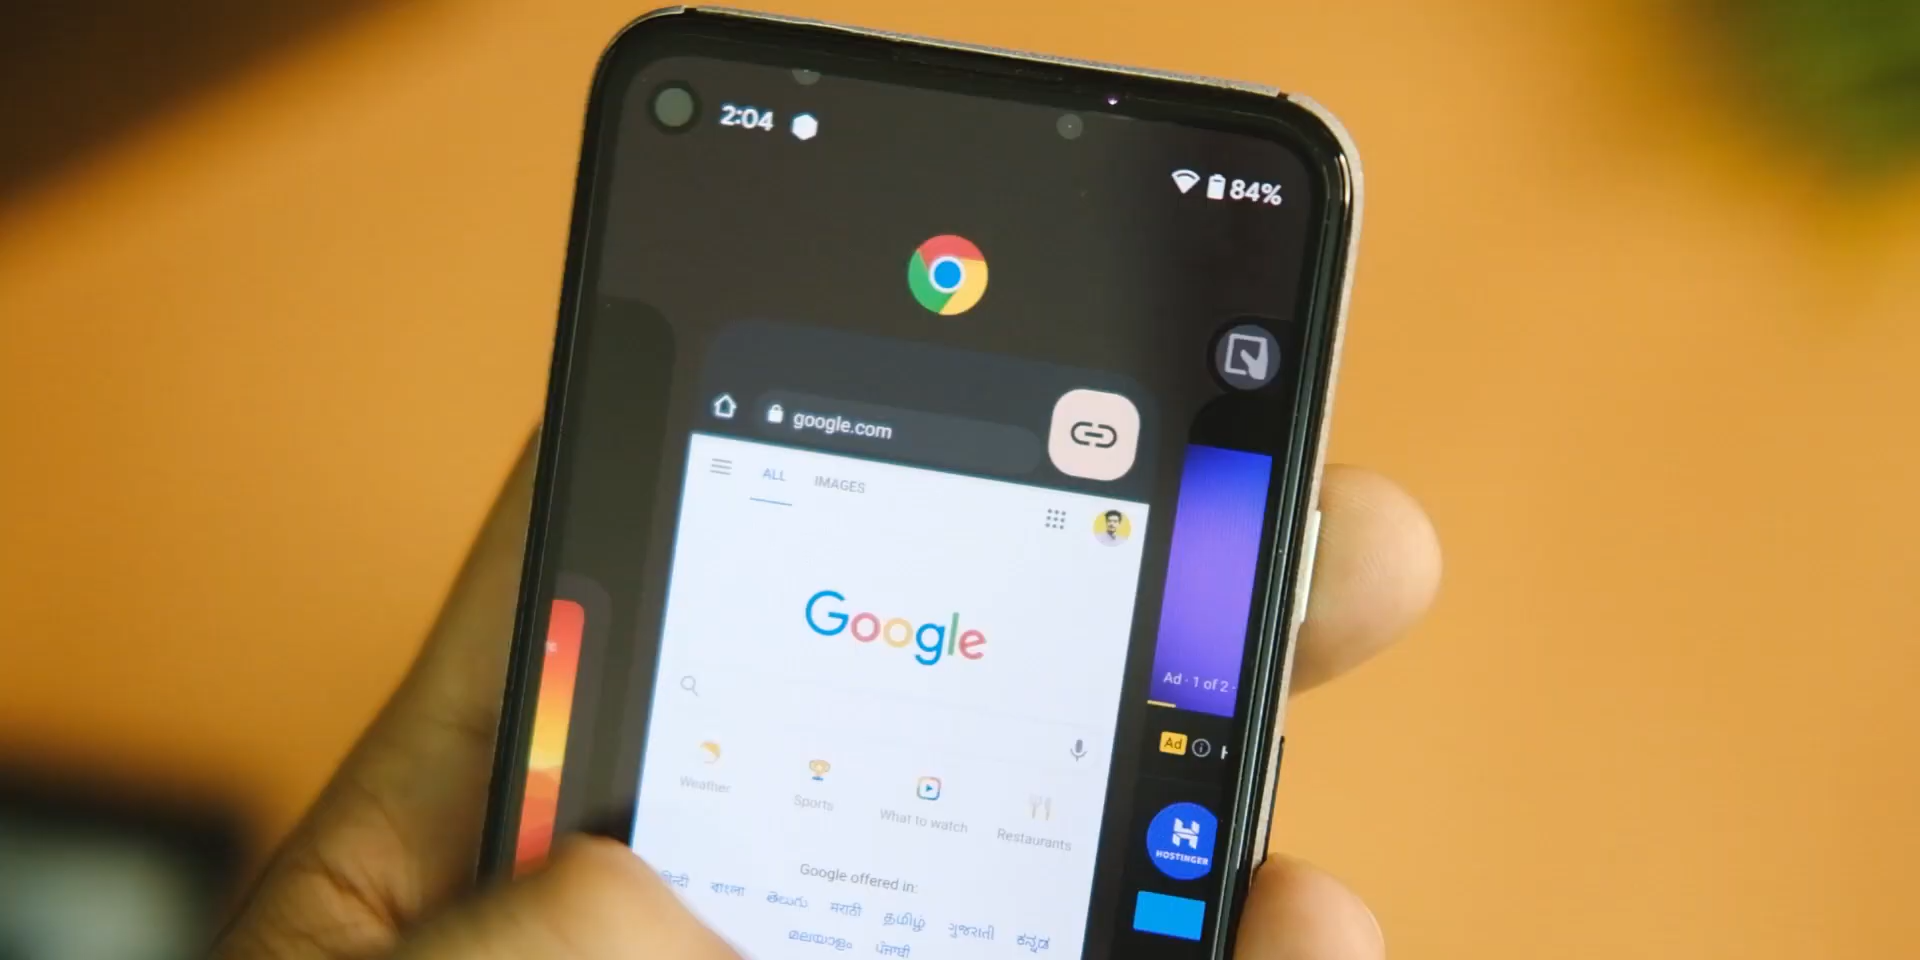 2:04
84%
google.com
ALL IMAGES
Google
Ad · 1 of 2 ·
Ad
Weather Sports What to watch Restaurants
HOSTINGER
Google offered in:
हिन्दी বাংলা తెలుగు मराठी தமிழ் ગુજરાતી ಕನ್ನಡ
മലയാളം ਪੰਜਾਬੀ